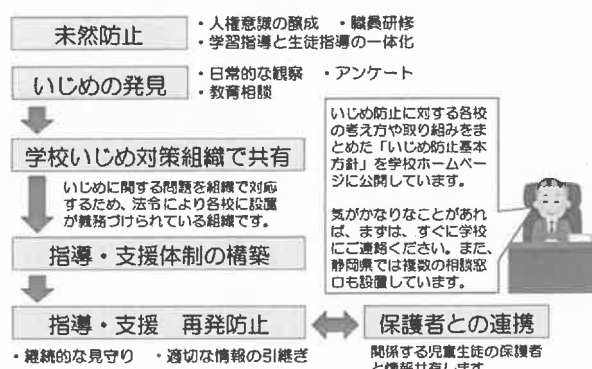 未然防止
・人権意識の醸成　・職員研修
・学習指導と生徒指導の一体化
いじめの発見
・日常的な観察　・アンケート
・教育相談
学校いじめ対策組織で共有
いじめに関する問題を組織で対応
するため、法令により各校に設置
が義務づけられている組織です。
いじめ防止に対する各校
の考え方や取り組みをま
とめた「いじめ防止基本
方針」を学校ホームペー
ジに公開しています。
気がかりなことがあれ
ば、まずは、すぐに学校
にご連絡ください。また、
静岡県では複数の相談窓
口も設置しています。
指導・支援体制の構築
指導・支援　再発防止
・継続的な見守り　・適切な情報の引継ぎ
保護者との連携
関係する児童生徒の保護者
と情報共有します